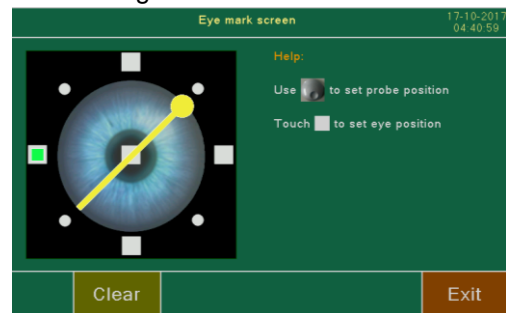 Eye mark screen
17-10-2017
04:40:59
Help:
Use to set probe position
Touch to set eye position
Clear
Exit